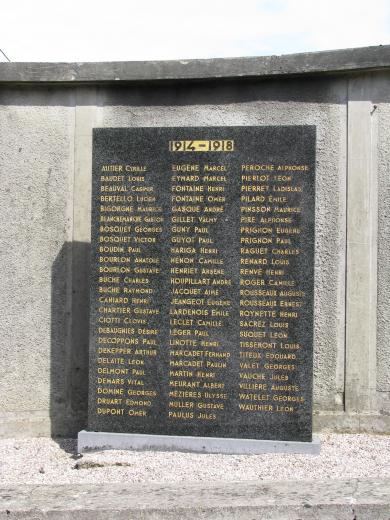 1914-1918
AUTIER CYRILLE
BAUDET LOUIS
BEAUVAL CASPER
BERTELLO LUCIEN
BIGORGNE MAURICE
BLANCHEMANCHE GASTON
BOSQUET GEORGES
BOSQUET VICTOR
BOUDIN PAUL
BOURLON ANATOLE
BOURLON GUSTAVE
BUCHE CHARLES
BUCHE RAYMOND
CANIARD HENRI
CHARTIER GUSTAVE
CIOTTI CLOVIS
DEBAUGNIES DÉSIRÉ
DECOPPONS PAUL
DEKEPPER ARTHUR
DELAITE LÉON
DELMONT PAUL
DEMARS VITAL
DOMINE GEORGES
DRUART EDMOND
DUPONT OMER
EUGÈNE MARCEL
EYMARD MARCEL
FONTAINE HENRI
FONTAINE OMER
GASQUE ANDRÉ
GILLET VALMY
GUNY PAUL
GUYOT PAUL
HARIGA HENRI
HENON CAMILLE
HENRIET ARSÈNE
HOUPILLART ANDRÉ
JACQUET AIMÉ
JEANGEOT EUGÈNE
LARDENOIS ÉMILE
LECLET CAMILLE
LÉGER PAUL
LINOTTE HENRI
MARCADET FERNAND
MARCADET PAULIN
MARTIN HENRI
MEURANT ALBERT
MÉZIÈRES ULYSSE
MULLER GUSTAVE
PAULUS JULES
PEROCHE ALPHONSE
PIERLOT LÉON
PIERRET LADISLAS
PILARD ÉMILE
PINSSON MAURICE
PIRE ALPHONSE
PRIGNON EUGÈNE
PRIGNON PAUL
RAGUET CHARLES
RENARD LOUIS
RENVÉ HENRI
ROGER CAMILLE
ROUSSEAUX AUGUSTE
ROUSSEAUX ERNEST
ROYNETTE HENRI
SACREZ LOUIS
SUQUET LÉON
TISSERONT LOUIS
TITEUX ÉDOUARD
VALET GEORGES
VAUCHE JULES
VILLIÈRE AUGUSTE
WATELET GEORGES
WAUTHIER LÉON